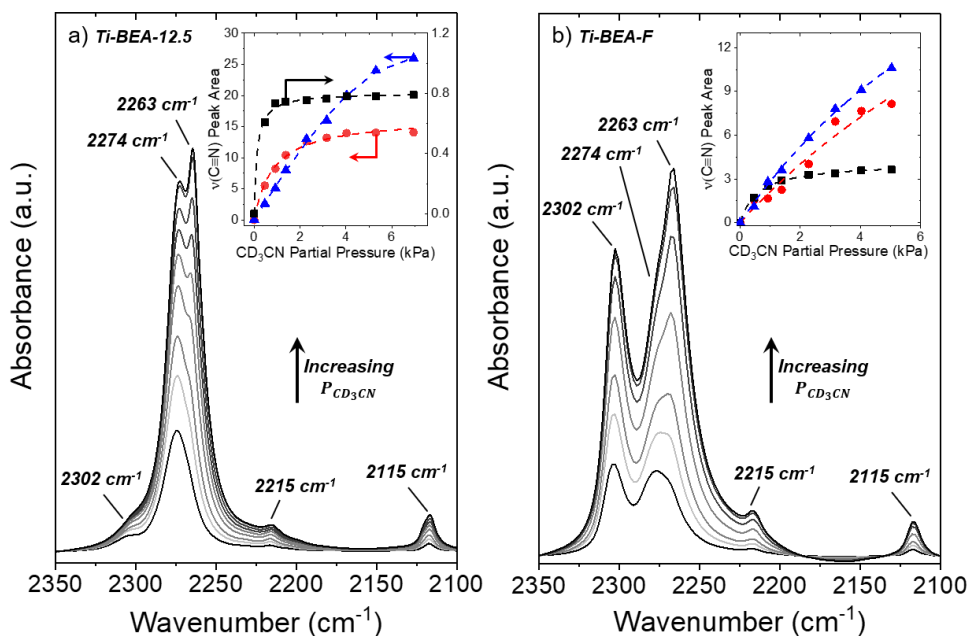 a) Ti-BEA-12.5
2263 cm⁻¹
2274 cm⁻¹
2302 cm⁻¹
2215 cm⁻¹
2115 cm⁻¹
Increasing
P_CD₃CN
Absorbance (a.u.)
2350 2300 2250 2200 2150 2100
Wavenumber (cm⁻¹)
ν(C≡N) Peak Area
30
25
20
15
10
5
0
1.2
0.9
0.6
0.3
0.0
0 2 4 6 8
CD₃CN Partial Pressure (kPa)
b) Ti-BEA-F
2263 cm⁻¹
2274 cm⁻¹
2302 cm⁻¹
2215 cm⁻¹
2115 cm⁻¹
Increasing
P_CD₃CN
Absorbance (a.u.)
2350 2300 2250 2200 2150 2100
Wavenumber (cm⁻¹)
ν(C≡N) Peak Area
12
9
6
3
0
0 2 4 6
CD₃CN Partial Pressure (kPa)